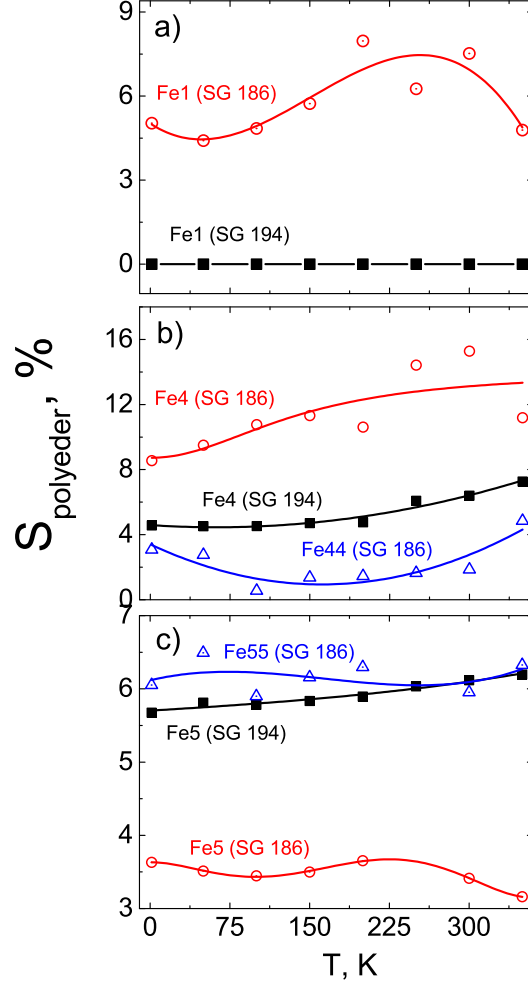 9
a)
Fe1 (SG 186)
6
3
Fe1 (SG 194)
0
16
b)
Fe4 (SG 186)
12
8
Fe4 (SG 194)
4
Fe44 (SG 186)
0
7
c)
Fe55 (SG 186)
6
Fe5 (SG 194)
5
4
Fe5 (SG 186)
3
0 75 150 225 300
T, K
S polyeder, %